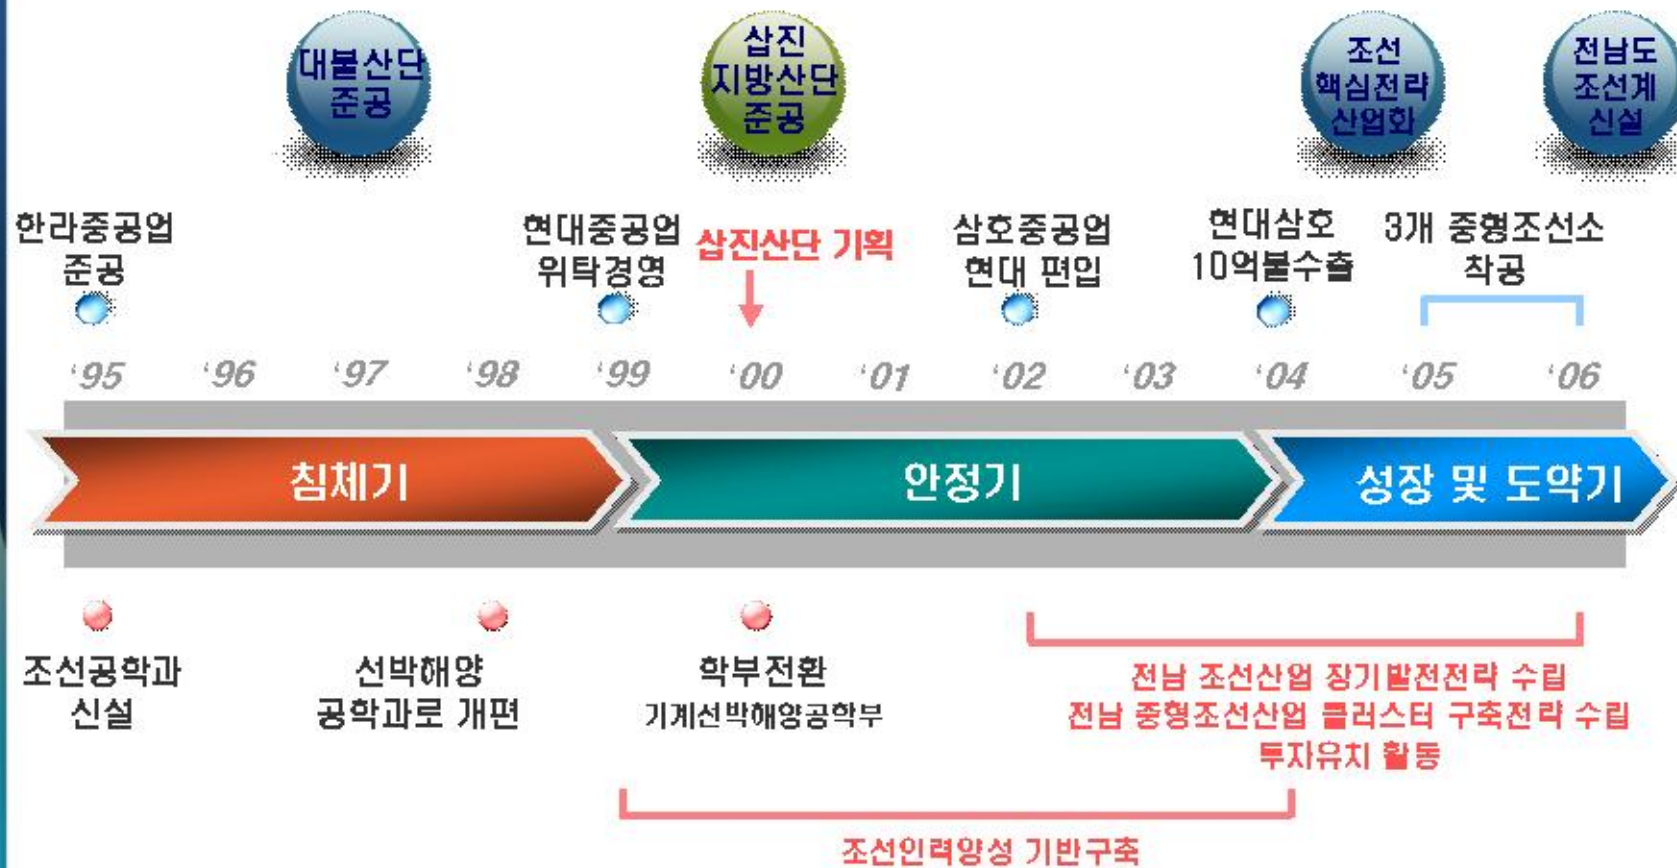 대불산단
준공
삽진
지방산단
준공
조선
핵심전략
산업화
전남도
조선계
신설
한라중공업
준공
현대중공업
위탁경영
삽진산단 기획
삼호중공업
현대 편입
현대삼호
10억불수출
3개 중형조선소
착공
‘95 ‘96 ‘97 ‘98 ‘99 ‘00 ‘01 ‘02 ‘03 ‘04 ‘05 ‘06
침체기 안정기 성장 및 도약기
조선공학과
신설
선박해양
공학과로 개편
학부전환
기계선박해양공학부
전남 조선산업 장기발전전략 수립
전남 중형조선산업 클러스터 구축전략 수립
투자유치 활동
조선인력양성 기반구축